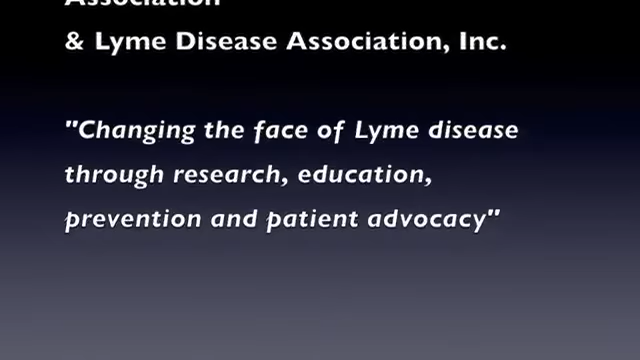 Association
& Lyme Disease Association, Inc.
"Changing the face of Lyme disease
through research, education,
prevention and patient advocacy"